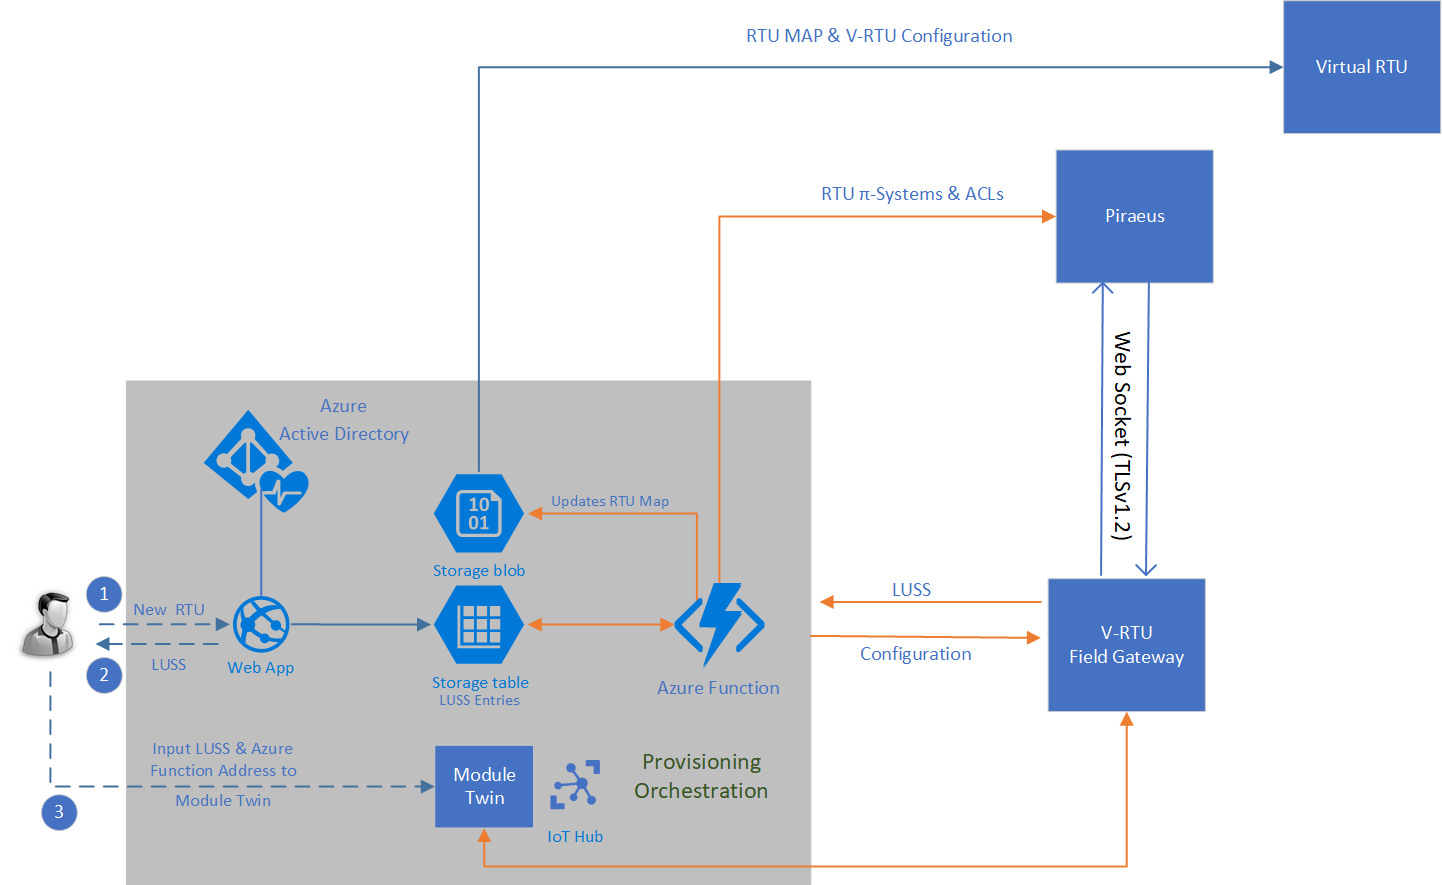 RTU MAP & V-RTU Configuration
Virtual RTU
RTU π-Systems & ACLs
Piraeus
Web Socket (TLSv1.2)
Azure
Active Directory
10
01
Updates RTU Map
Storage blob
1
New RTU
LUSS
2
Web App
Storage table
LUSS Entries
Azure Function
LUSS
Configuration
V-RTU
Field Gateway
Input LUSS & Azure
Function Address to
Module Twin
3
Module
Twin
IoT Hub
Provisioning
Orchestration